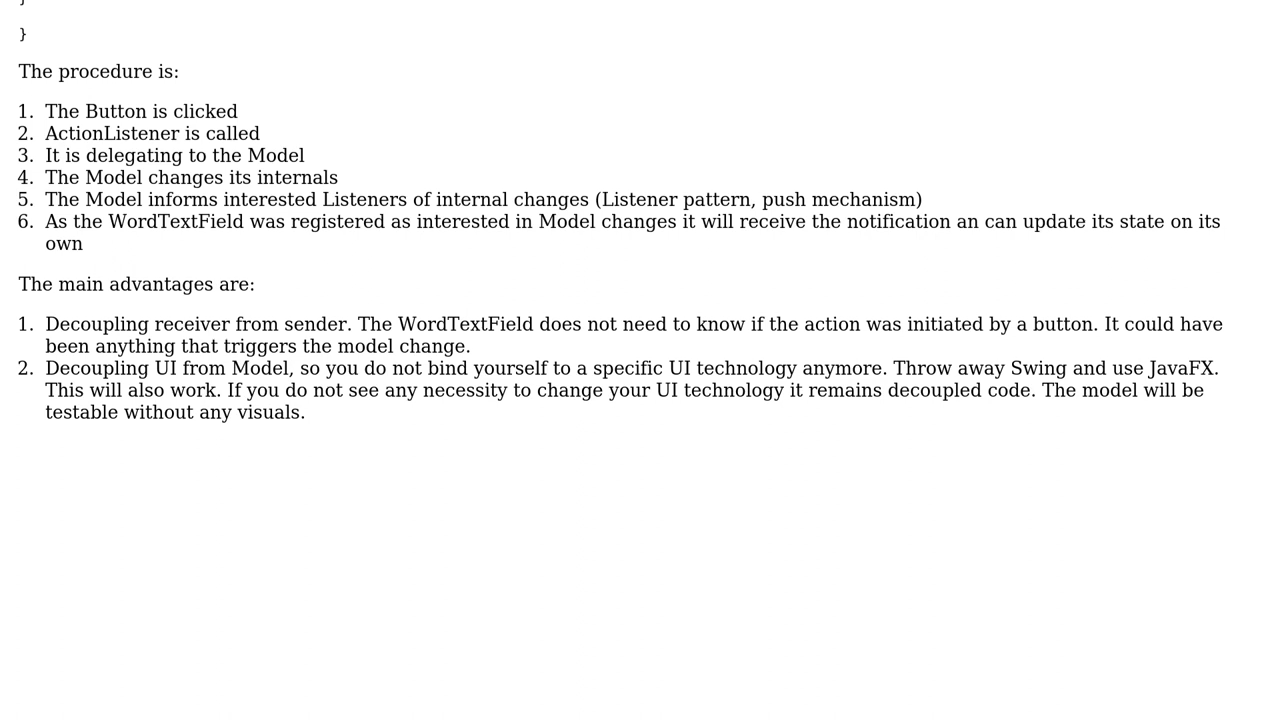 }
}
The procedure is:
1. The Button is clicked
2. ActionListener is called
3. It is delegating to the Model
4. The Model changes its internals
5. The Model informs interested Listeners of internal changes (Listener pattern, push mechanism)
6. As the WordTextField was registered as interested in Model changes it will receive the notification an can update its state on its
own
The main advantages are:
1. Decoupling receiver from sender. The WordTextField does not need to know if the action was initiated by a button. It could have
been anything that triggers the model change.
2. Decoupling UI from Model, so you do not bind yourself to a specific UI technology anymore. Throw away Swing and use JavaFX.
This will also work. If you do not see any necessity to change your UI technology it remains decoupled code. The model will be
testable without any visuals.